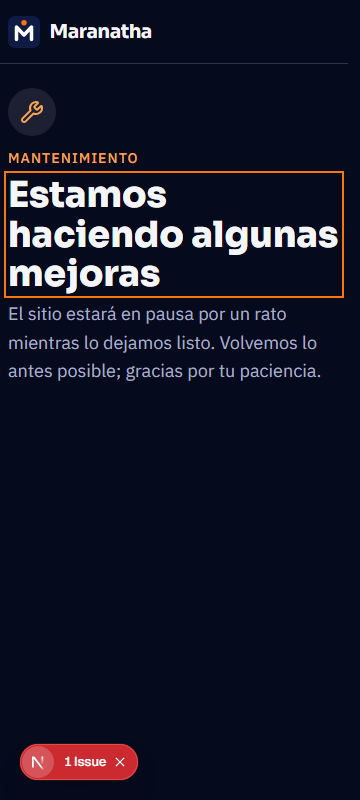 Maranatha
MANTENIMIENTO
Estamos
haciendo algunas
mejoras
El sitio estará en pausa por un rato
mientras lo dejamos listo. Volvemos lo
antes posible; gracias por tu paciencia.
1 Issue